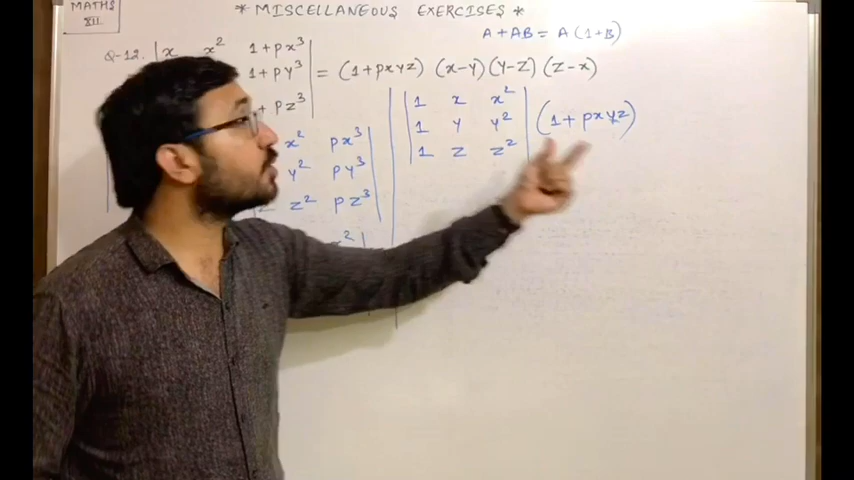 MATHS
XII
* MISCELLANEOUS EXERCISES *
A + AB = A (1+B)
Q-12. | x x² 1+px³ |
1+py³ | = (1+pxyz) (x-y) (y-z) (z-x)
+ pz³ |
| 1 x x² |
| 1 y y² | (1+pxyz)
| 1 z z² |
x² px³ |
y² py³
z² pz³ |
x² |